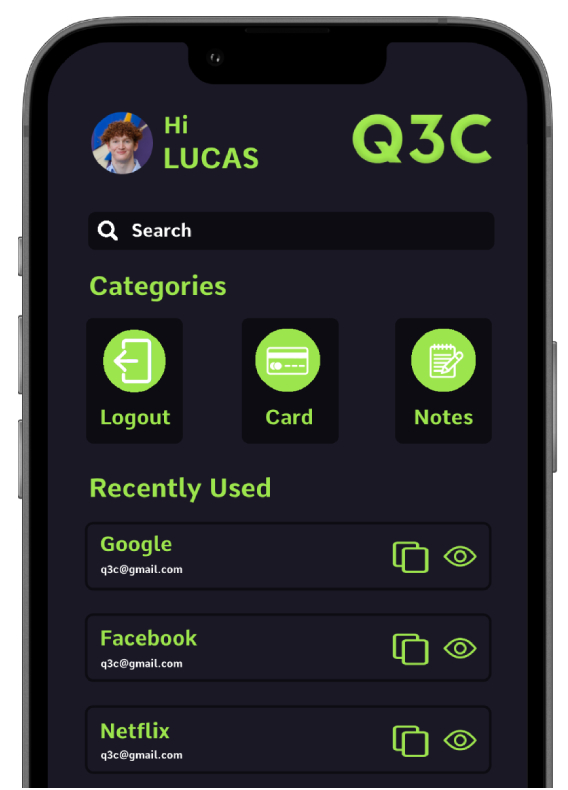 Hi
LUCAS
Q3C
Search
Categories
Logout
Card
Notes
Recently Used
Google
q3c@gmail.com
Facebook
q3c@gmail.com
Netflix
q3c@gmail.com